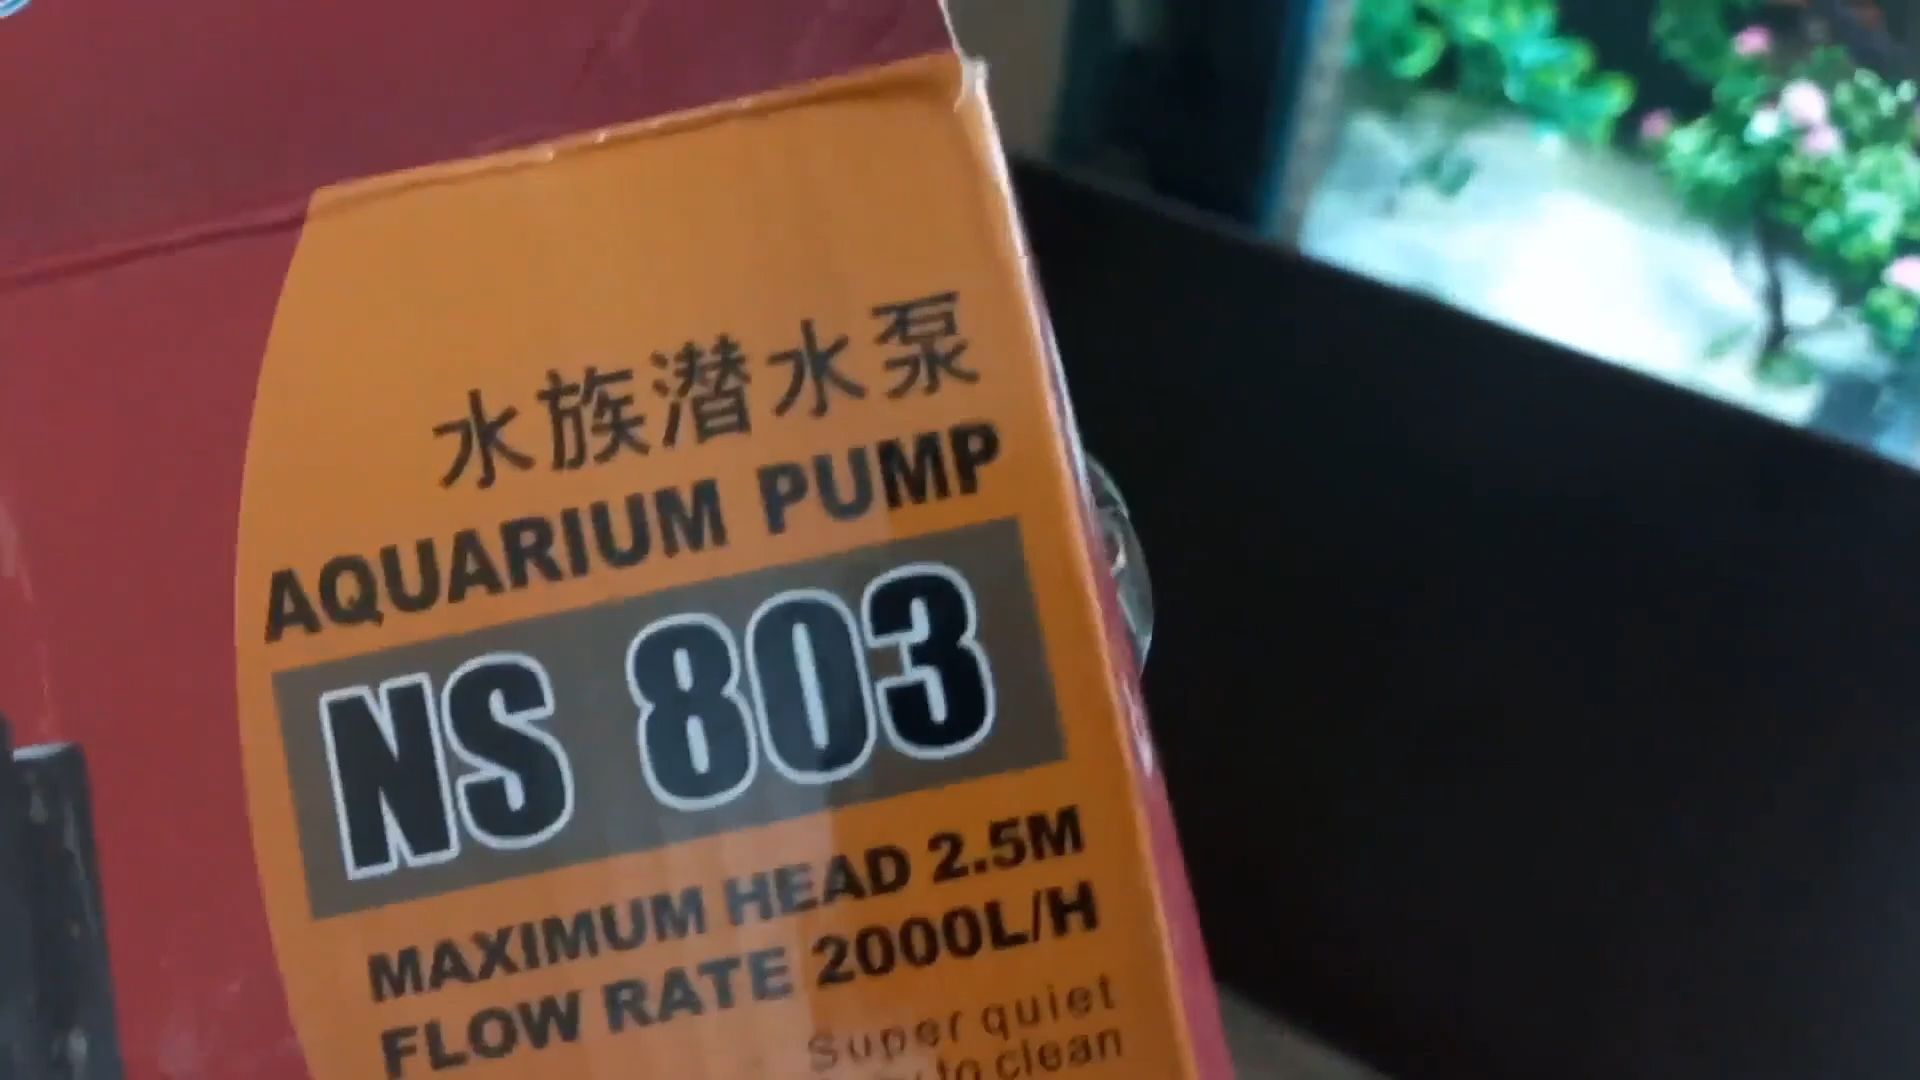 水族潜水泵
AQUARIUM PUMP
NS 803
MAXIMUM HEAD 2.5M
FLOW RATE 2000L/H
Super quiet
to clean